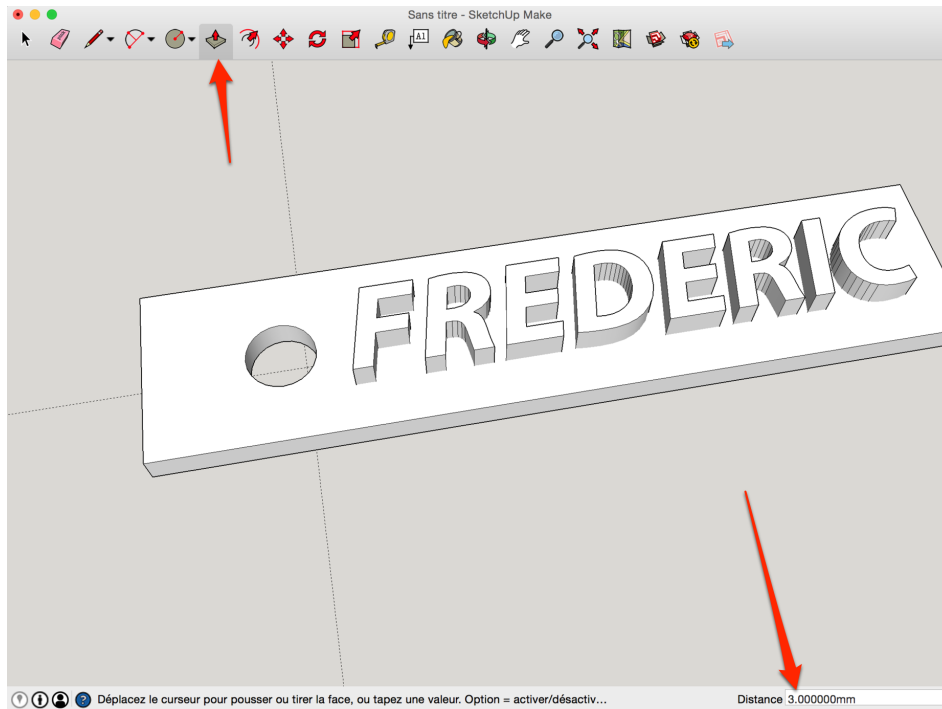 Sans titre - SketchUp Make
A1
FREDERIC
Déplacez le curseur pour pousser ou tirer la face, ou tapez une valeur. Option = activer/désactiv...
Distance 3.000000mm